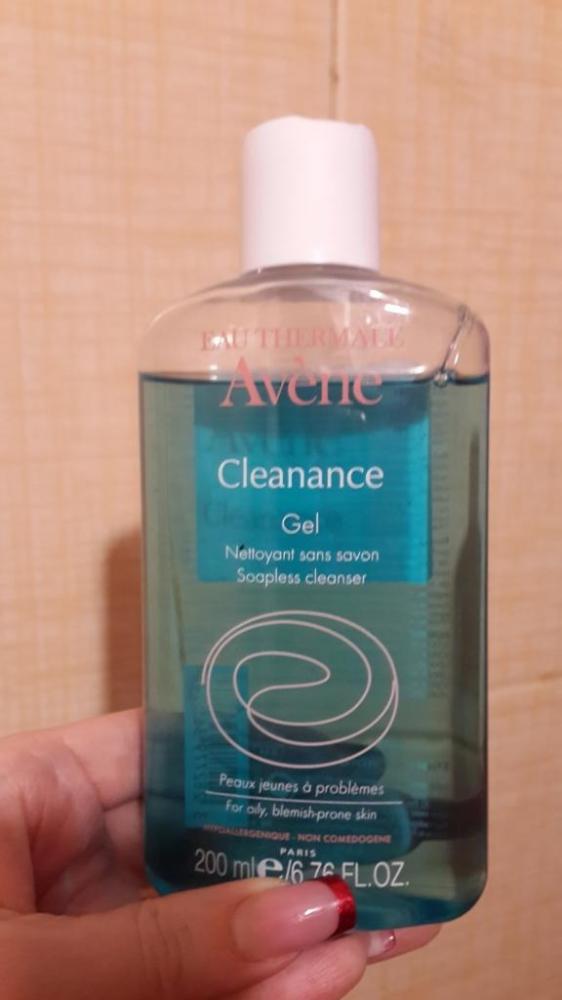 EAU THERMALE
Avène
Cleanance
Gel
Nettoyant sans savon
Soapless cleanser
Peaux jeunes à problèmes
For oily, blemish-prone skin
HYPOALLERGENIQUE - NON COMEDOGENE
PARIS
200 ml e/6.76 FL.OZ.